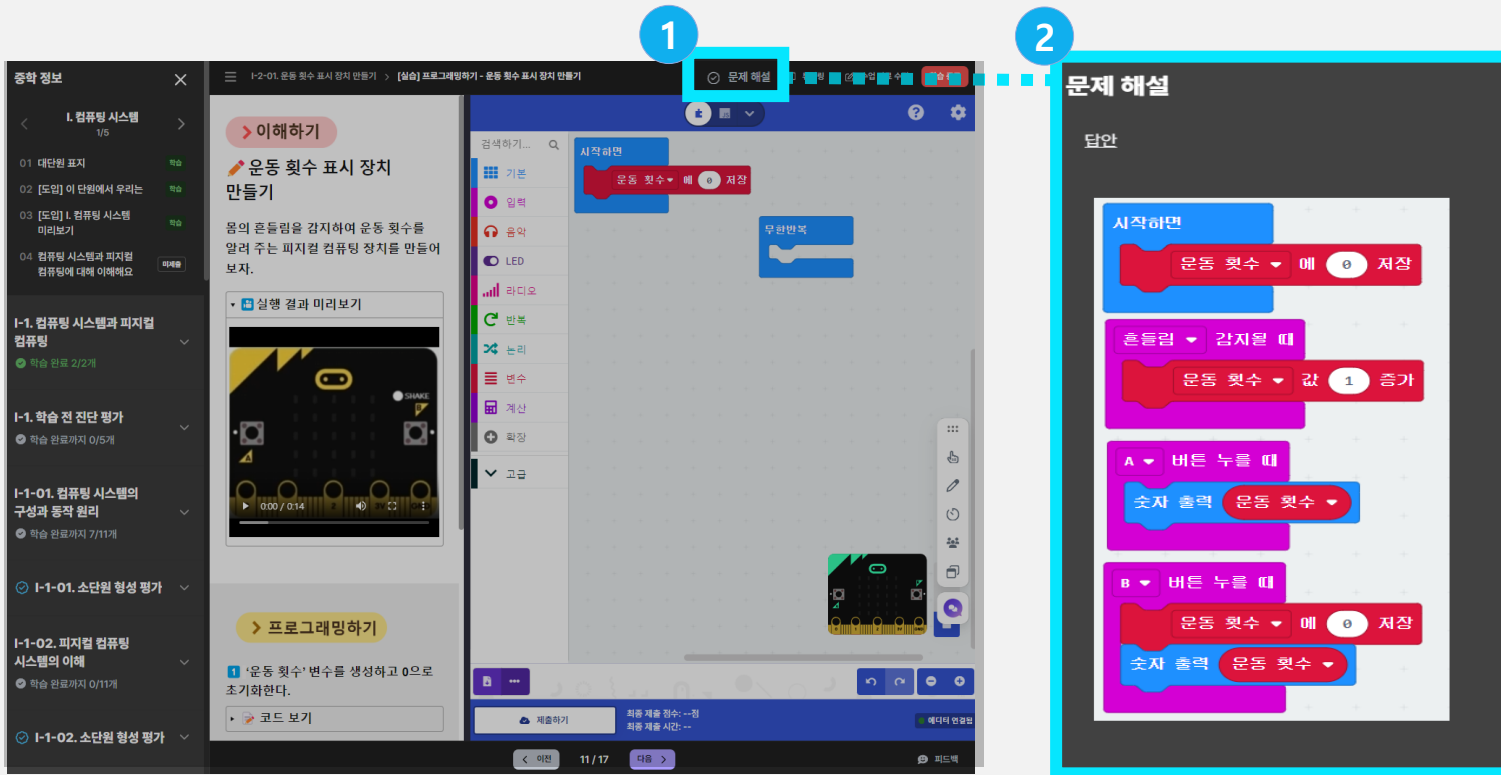 1
2
중학 정보
I. 컴퓨팅 시스템
1/5
01 대단원 표지 학습
02 [도입] 이 단원에서 우리는 학습
03 [도입] I. 컴퓨팅 시스템
미리보기 학습
04 컴퓨팅 시스템과 피지컬
컴퓨팅에 대해 이해해요 미제출
I-1. 컴퓨팅 시스템과 피지컬
컴퓨팅
학습 완료 2/2개
I-1. 학습 전 진단 평가
학습 완료까지 0/5개
I-1-01. 컴퓨팅 시스템의
구성과 동작 원리
학습 완료까지 7/11개
I-1-01. 소단원 형성 평가
I-1-02. 피지컬 컴퓨팅
시스템의 이해
학습 완료까지 0/11개
I-1-02. 소단원 형성 평가
I-2-01. 운동 횟수 표시 장치 만들기 > [실습] 프로그래밍하기 - 운동 횟수 표시 장치 만들기
문제 해설
이해하기
운동 횟수 표시 장치
만들기
몸의 흔들림을 감지하여 운동 횟수를
알려 주는 피지컬 컴퓨팅 장치를 만들어
보자.
실행 결과 미리보기
SHAKE
B
A
0:00 / 0:14
2 3V GND
프로그래밍하기
1 ‘운동 횟수’ 변수를 생성하고 0으로
초기화한다.
코드 보기
검색하기...
기본
입력
음악
LED
라디오
반복
논리
변수
계산
확장
고급
시작하면
운동 횟수 에 0 저장
무한반복
제출하기
최종 제출 점수: --점
최종 제출 시간: --
에디터 연결됨
이전 11 / 17 다음
피드백
문제 해설
답안
시작하면
운동 횟수 에 0 저장
흔들림 감지될 때
운동 횟수 값 1 증가
A 버튼 누를 때
숫자 출력 운동 횟수
B 버튼 누를 때
운동 횟수 에 0 저장
숫자 출력 운동 횟수